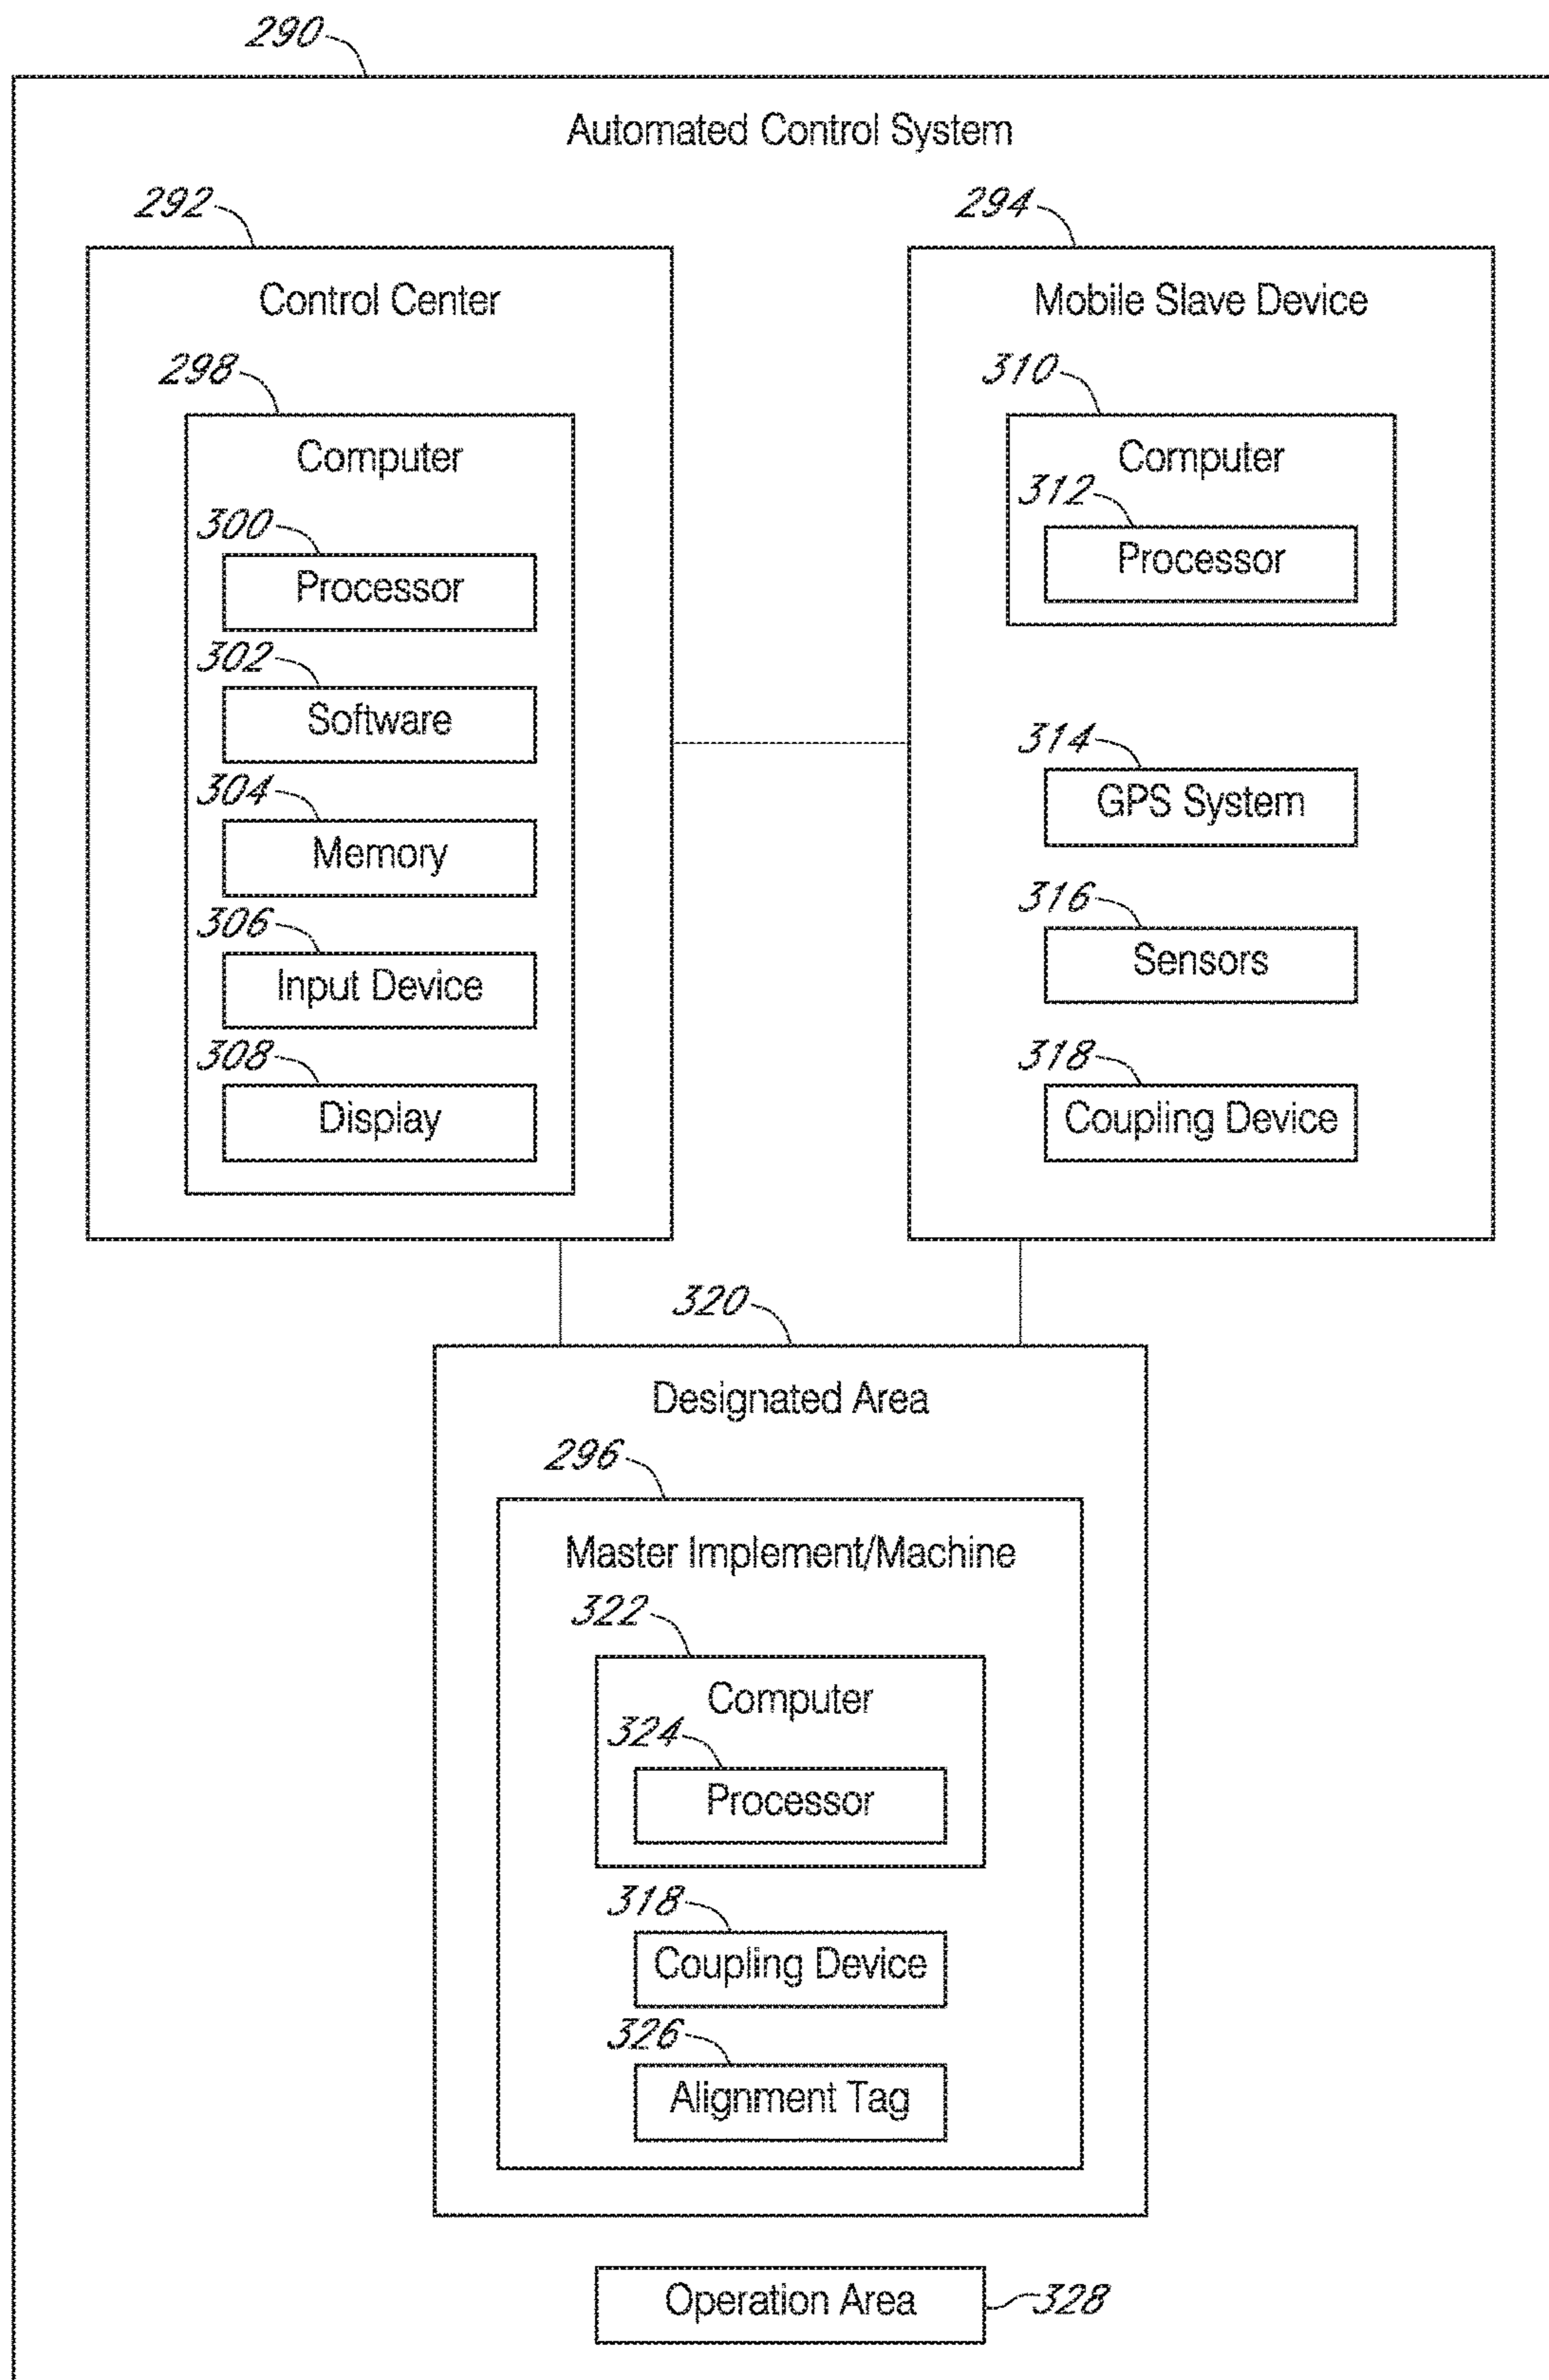 290
Automated Control System
292
Control Center
298
Computer
300
Processor
302
Software
304
Memory
306
Input Device
308
Display
294
Mobile Slave Device
310
Computer
312
Processor
314
GPS System
316
Sensors
318
Coupling Device
320
Designated Area
296
Master Implement/Machine
322
Computer
324
Processor
318
Coupling Device
326
Alignment Tag
Operation Area
328